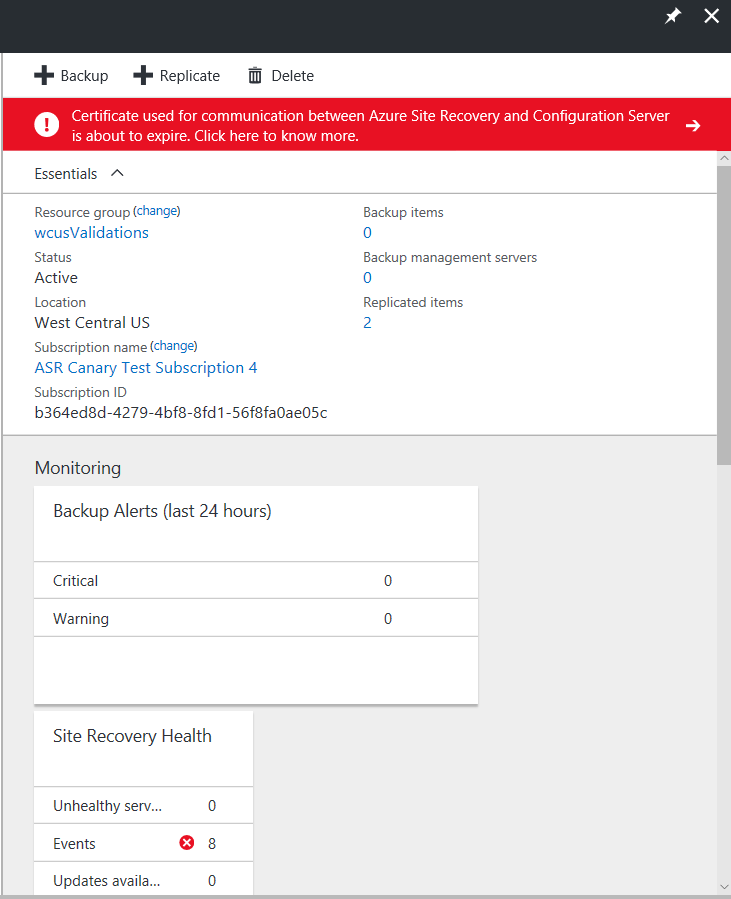 Backup Replicate Delete
Certificate used for communication between Azure Site Recovery and Configuration Server
is about to expire. Click here to know more.
Essentials
Resource group (change)
wcusValidations
Status
Active
Location
West Central US
Subscription name (change)
ASR Canary Test Subscription 4
Subscription ID
b364ed8d-4279-4bf8-8fd1-56f8fa0ae05c
Backup items
0
Backup management servers
0
Replicated items
2
Monitoring
Backup Alerts (last 24 hours)
Critical 0
Warning 0
Site Recovery Health
Unhealthy serv... 0
Events 8
Updates availa... 0